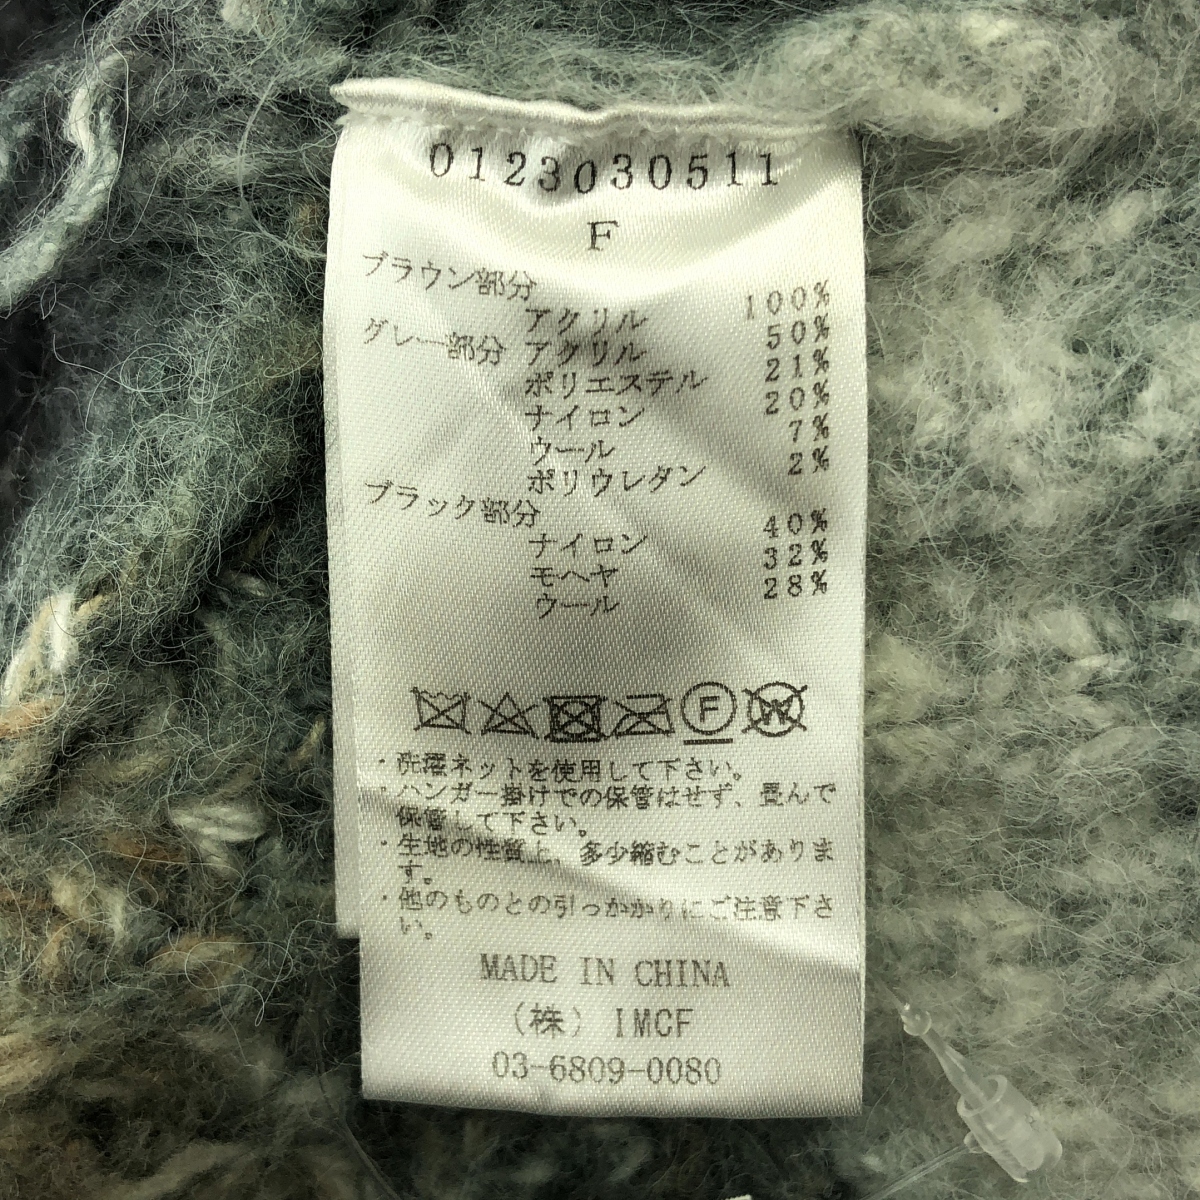 0123030511
F
ブラウン部分
アクリル 100%
グレー部分 アクリル 50%
ポリエステル 21%
ナイロン 20%
ウール 7%
ポリウレタン 2%
ブラック部分
ナイロン 40%
モヘヤ 32%
ウール 28%
F W
・洗濯ネットを使用して下さい。
・ハンガー掛けでの保管はせず、畳んで
保管して下さい。
・生地の性質上、多少縮むことがありま
す。
・他のものとの引っかかりにご注意下さ
い。
MADE IN CHINA
（株）IMCF
03-6809-0080